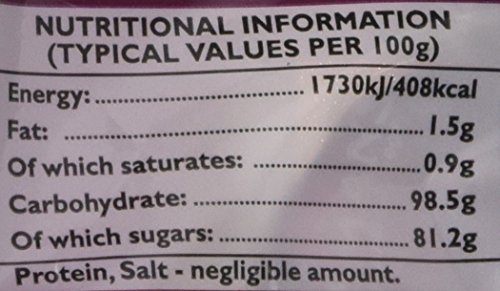 NUTRITIONAL INFORMATION
(TYPICAL VALUES PER 100g)
Energy:................................ 1730kJ/408kcal
Fat: ........................................................ 1.5g
Of which saturates: ........................... 0.9g
Carbohydrate: ................................... 98.5g
Of which sugars: ............................... 81.2g
Protein, Salt - negligible amount.